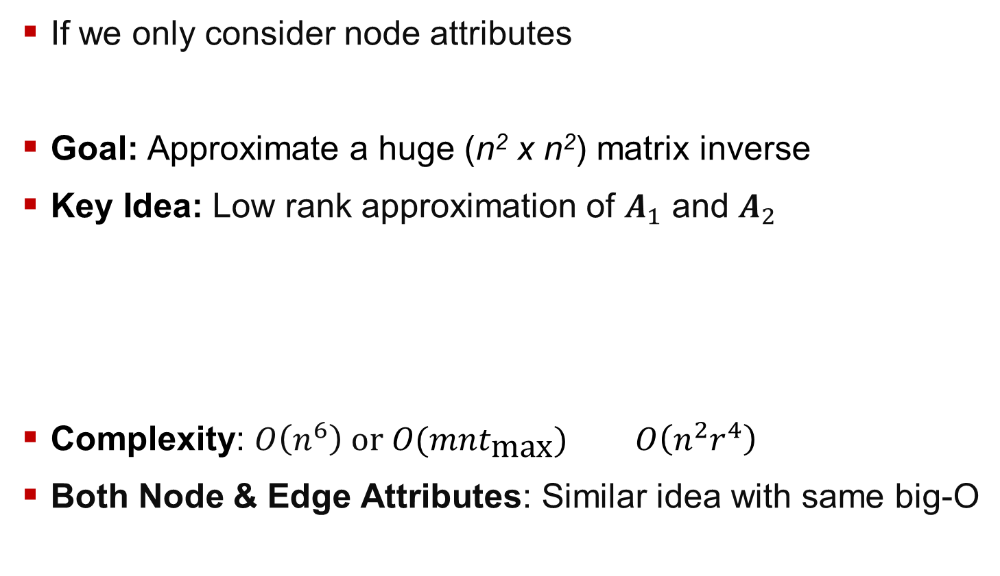 ▪ If we only consider node attributes
▪ Goal: Approximate a huge (n² x n²) matrix inverse
▪ Key Idea: Low rank approximation of A₁ and A₂
▪ Complexity: O(n⁶) or O(mnt_max) O(n²r⁴)
▪ Both Node & Edge Attributes: Similar idea with same big-O